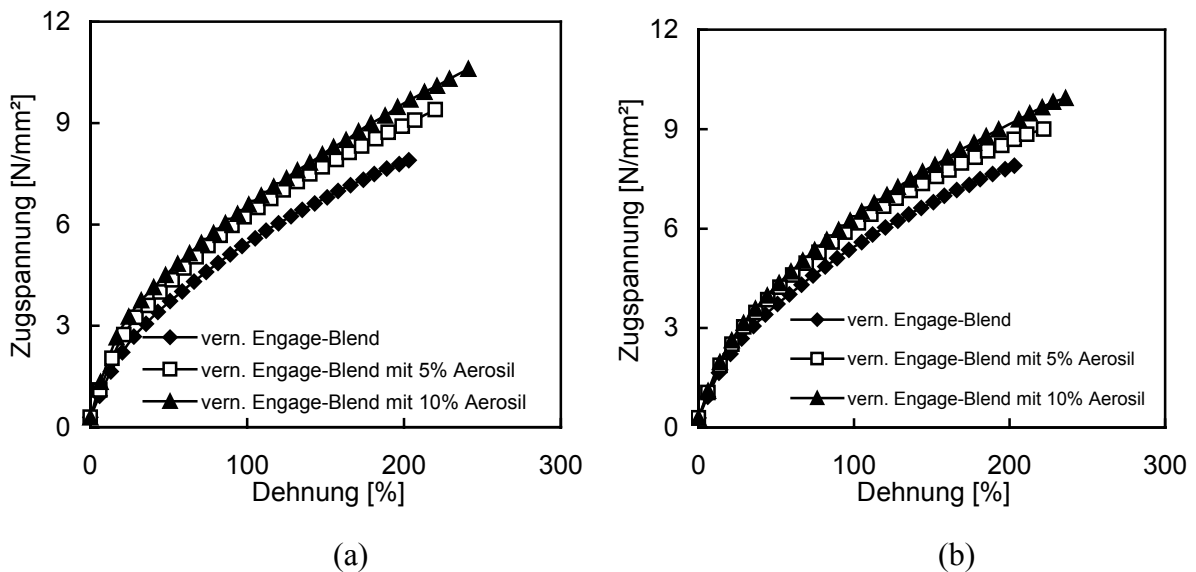 12
9
6
3
0
Zugspannung [N/mm²]
vern. Engage-Blend
vern. Engage-Blend mit 5% Aerosil
vern. Engage-Blend mit 10% Aerosil
0 100 200 300
Dehnung [%]
(a)
12
9
6
3
0
Zugspannung [N/mm²]
vern. Engage-Blend
vern. Engage-Blend mit 5% Aerosil
vern. Engage-Blend mit 10% Aerosil
0 100 200 300
Dehnung [%]
(b)